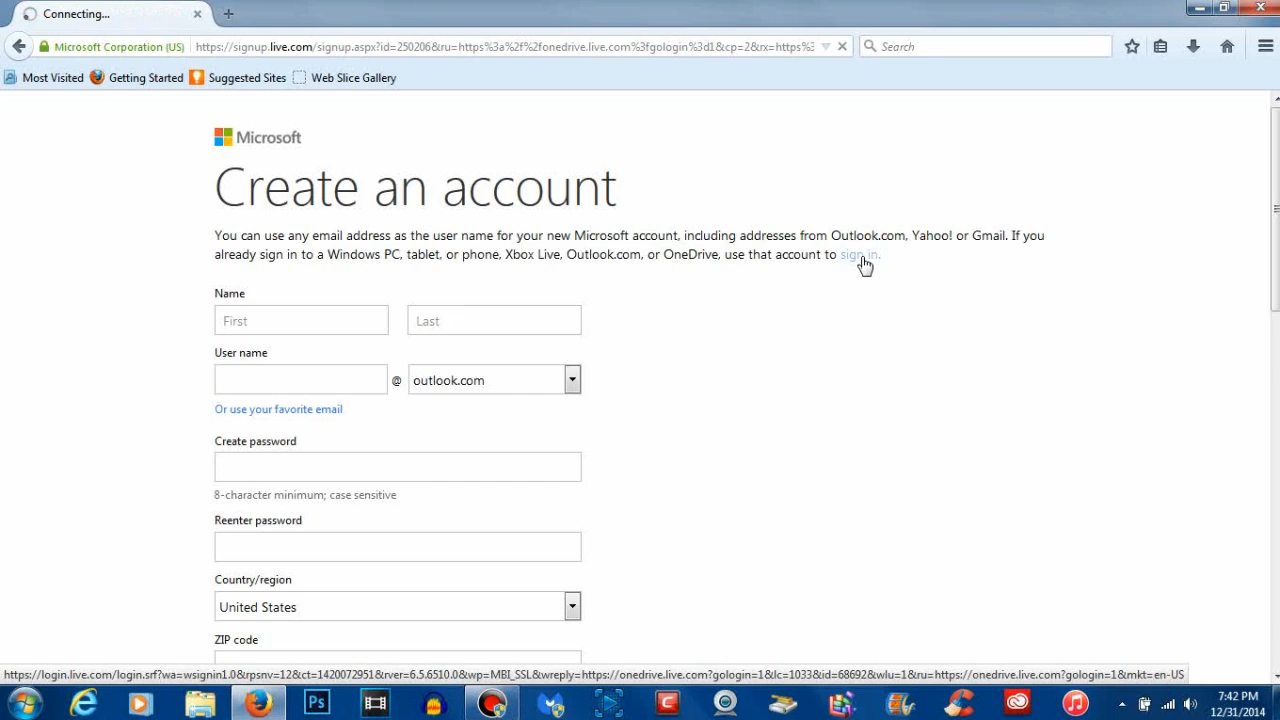 Connecting...
Microsoft Corporation (US)
https://signup.live.com/signup.aspx?id=250206&ru=https%3a%2f%2fonedrive.live.com%3fgologin%3d1&cp=2&rx=https%3
Search
Most Visited Getting Started Suggested Sites Web Slice Gallery
Microsoft
Create an account
You can use any email address as the user name for your new Microsoft account, including addresses from Outlook.com, Yahoo! or Gmail. If you
already sign in to a Windows PC, tablet, or phone, Xbox Live, Outlook.com, or OneDrive, use that account to sign in.
Name
First Last
User name
@ outlook.com
Or use your favorite email
Create password
8-character minimum; case sensitive
Reenter password
Country/region
United States
ZIP code
https://login.live.com/login.srf?wa=wsignin1.0&rpsnv=12&ct=1420072951&rver=6.5.6510.0&wp=MBI_SSL&wreply=https://onedrive.live.com?gologin=1&lc=1033&id=68692&wlu=1&ru=https://onedrive.live.com?gologin=1&mkt=en-US
Ps
7:42 PM
12/31/2014